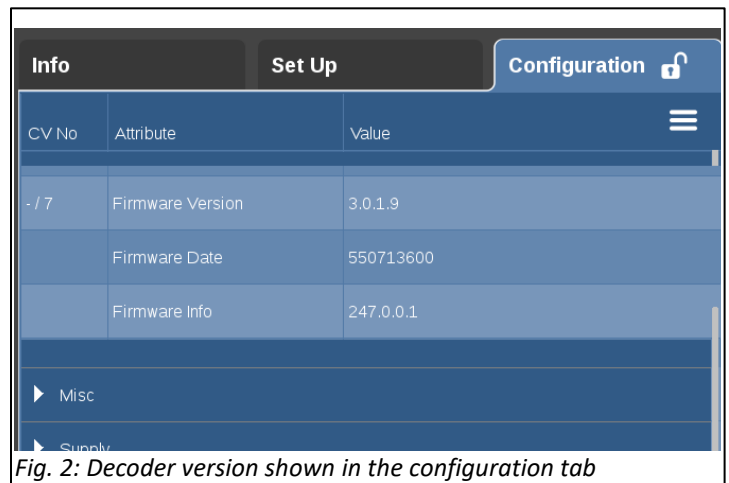 Info Set Up Configuration
CV No Attribute Value
- / 7 Firmware Version 3.0.1.9
Firmware Date 550713600
Firmware Info 247.0.0.1
Misc
Supply
Fig. 2: Decoder version shown in the configuration tab